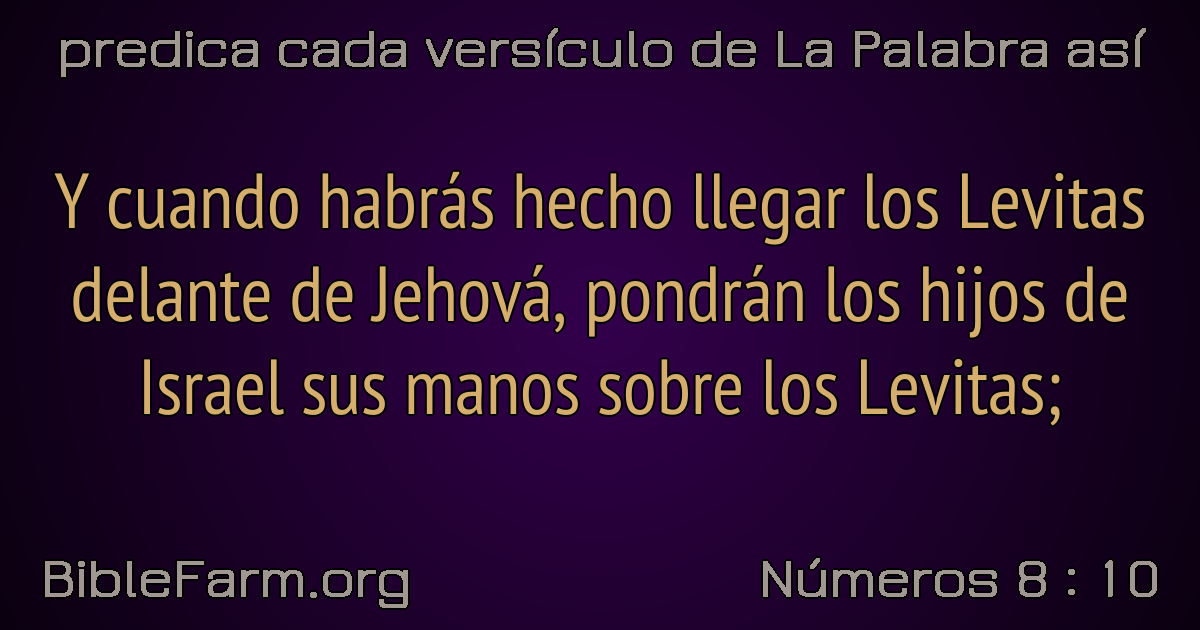 predica cada versículo de La Palabra así
Y cuando habrás hecho llegar los Levitas
delante de Jehová, pondrán los hijos de
Israel sus manos sobre los Levitas;
BibleFarm.org
Números 8 : 10